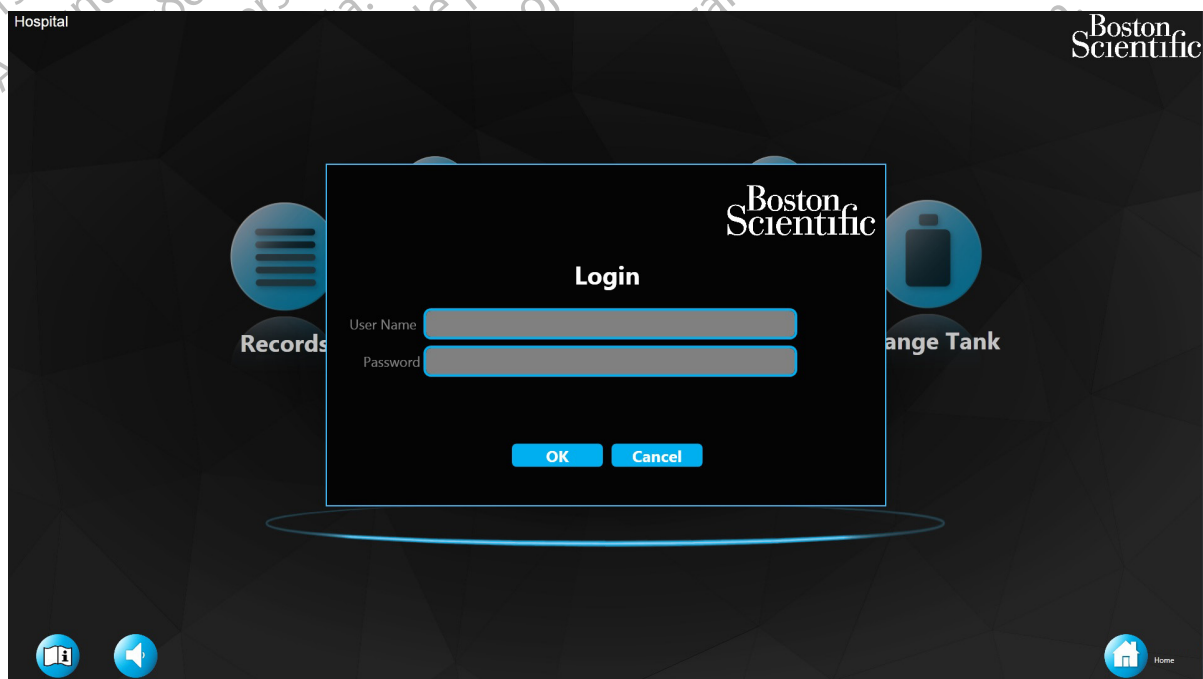 Hospital
Boston
Scientific
Boston
Scientific
Login
User Name
Password
Records
ange Tank
OK
Cancel
Home